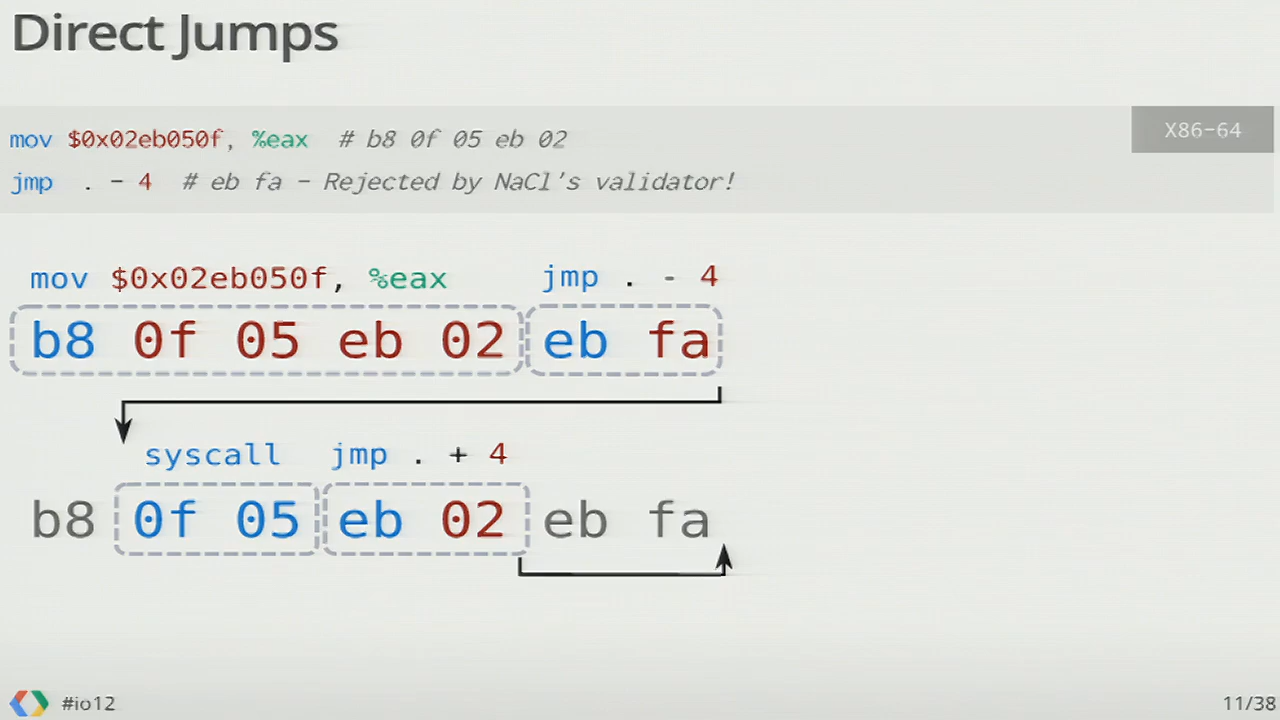 Direct Jumps
mov $0x02eb050f, %eax # b8 0f 05 eb 02
X86-64
jmp . - 4 # eb fa - Rejected by NaCl's validator!
mov $0x02eb050f, %eax jmp . - 4
b8 0f 05 eb 02 eb fa
syscall jmp . + 4
b8 0f 05 eb 02 eb fa
#io12
11/38